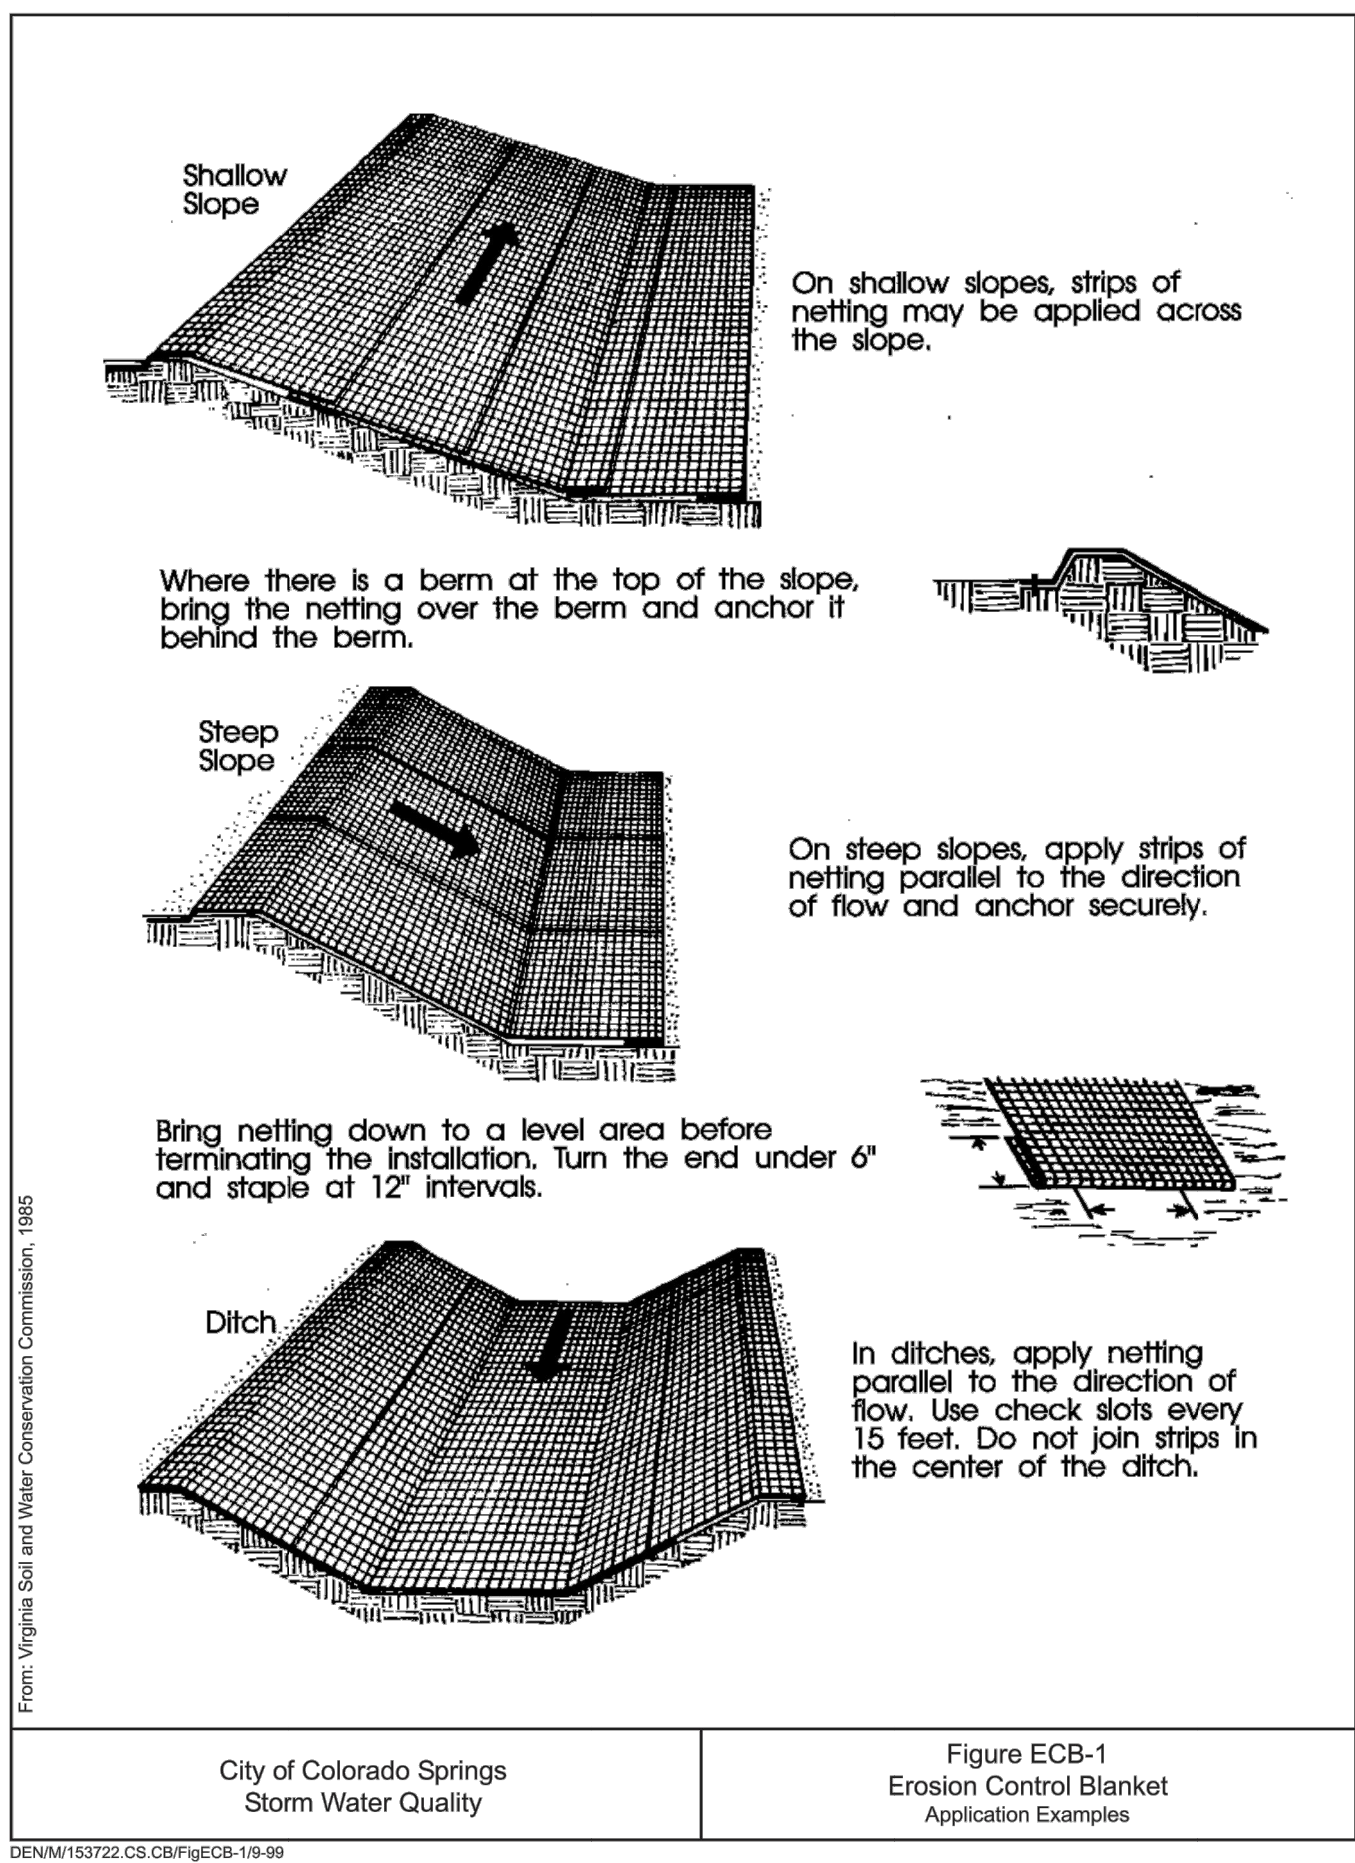 Shallow
Slope
On shallow slopes, strips of
netting may be applied across
the slope.
Where there is a berm at the top of the slope,
bring the netting over the berm and anchor it
behind the berm.
Steep
Slope
On steep slopes, apply strips of
netting parallel to the direction
of flow and anchor securely.
Bring netting down to a level area before
terminating the installation. Turn the end under 6"
and staple at 12" intervals.
Ditch
In ditches, apply netting
parallel to the direction of
flow. Use check slots every
15 feet. Do not join strips in
the center of the ditch.
From: Virginia Soil and Water Conservation Commission, 1985
City of Colorado Springs
Storm Water Quality
Figure ECB-1
Erosion Control Blanket
Application Examples
DEN/M/153722.CS.CB/FigECB-1/9-99